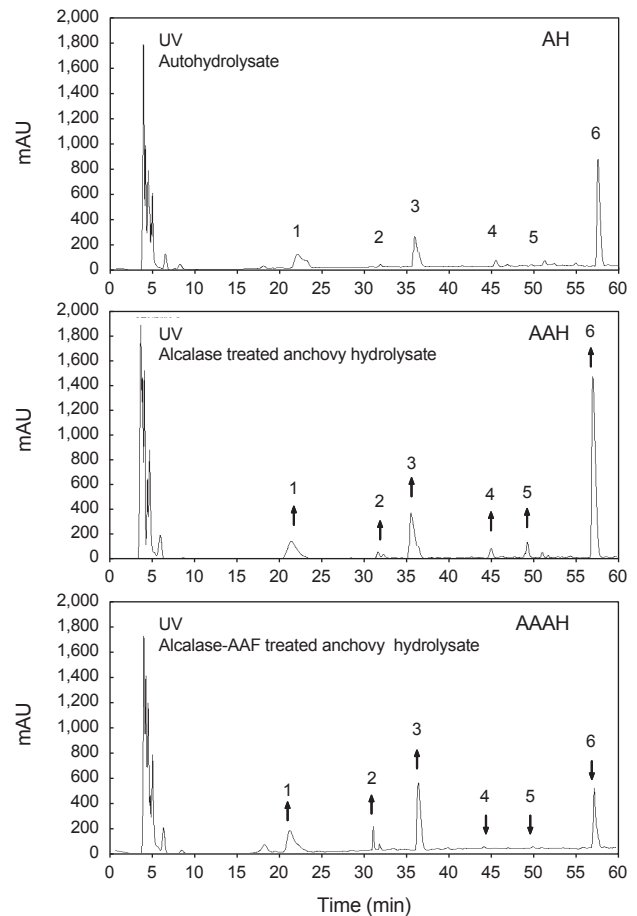 2,000
UV
AH
Autohydrolysate
1,800
1,600
1,400
1,200
1,000
800
600
400
200
0
mAU
1 2 3 4 5 6
0 5 10 15 20 25 30 35 40 45 50 55 60
2,000
UV
AAH
Alcalase treated anchovy hydrolysate
1,800
1,600
1,400
1,200
1,000
800
600
400
200
0
mAU
1 2 3 4 5 6
0 5 10 15 20 25 30 35 40 45 50 55 60
2,000
UV
AAAH
Alcalase-AAF treated anchovy hydrolysate
1,800
1,600
1,400
1,200
1,000
800
600
400
200
0
mAU
1 2 3 4 5 6
0 5 10 15 20 25 30 35 40 45 50 55 60
Time (min)